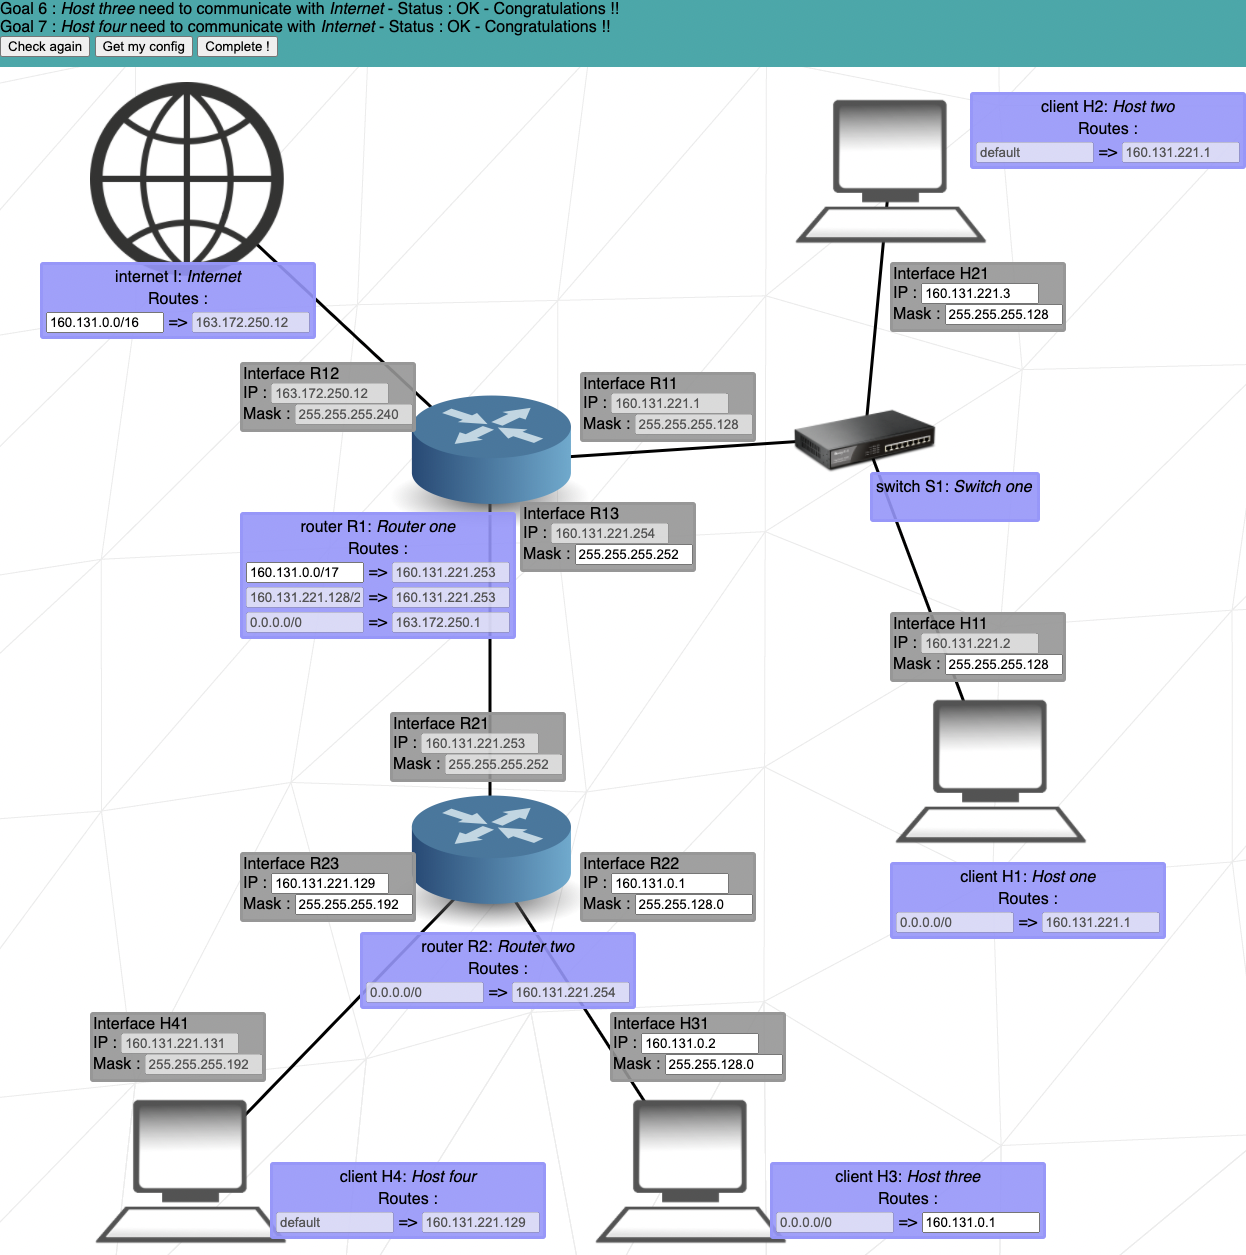 Goal 6 : Host three need to communicate with Internet - Status : OK - Congratulations !!
Goal 7 : Host four need to communicate with Internet - Status : OK - Congratulations !!
Check again Get my config Complete !
client H2: Host two
Routes :
default => 160.131.221.1
internet I: Internet
Routes :
160.131.0.0/16 => 163.172.250.12
Interface H21
IP : 160.131.221.3
Mask : 255.255.255.128
Interface R12
IP : 163.172.250.12
Mask : 255.255.255.240
Interface R11
IP : 160.131.221.1
Mask : 255.255.255.128
switch S1: Switch one
Interface R13
IP : 160.131.221.254
Mask : 255.255.255.252
router R1: Router one
Routes :
160.131.0.0/17 => 160.131.221.253
160.131.221.128/2 => 160.131.221.253
0.0.0.0/0 => 163.172.250.1
Interface H11
IP : 160.131.221.2
Mask : 255.255.255.128
Interface R21
IP : 160.131.221.253
Mask : 255.255.255.252
Interface R23
IP : 160.131.221.129
Mask : 255.255.255.192
Interface R22
IP : 160.131.0.1
Mask : 255.255.128.0
client H1: Host one
Routes :
0.0.0.0/0 => 160.131.221.1
router R2: Router two
Routes :
0.0.0.0/0 => 160.131.221.254
Interface H41
IP : 160.131.221.131
Mask : 255.255.255.192
Interface H31
IP : 160.131.0.2
Mask : 255.255.128.0
client H4: Host four
Routes :
default => 160.131.221.129
client H3: Host three
Routes :
0.0.0.0/0 => 160.131.0.1